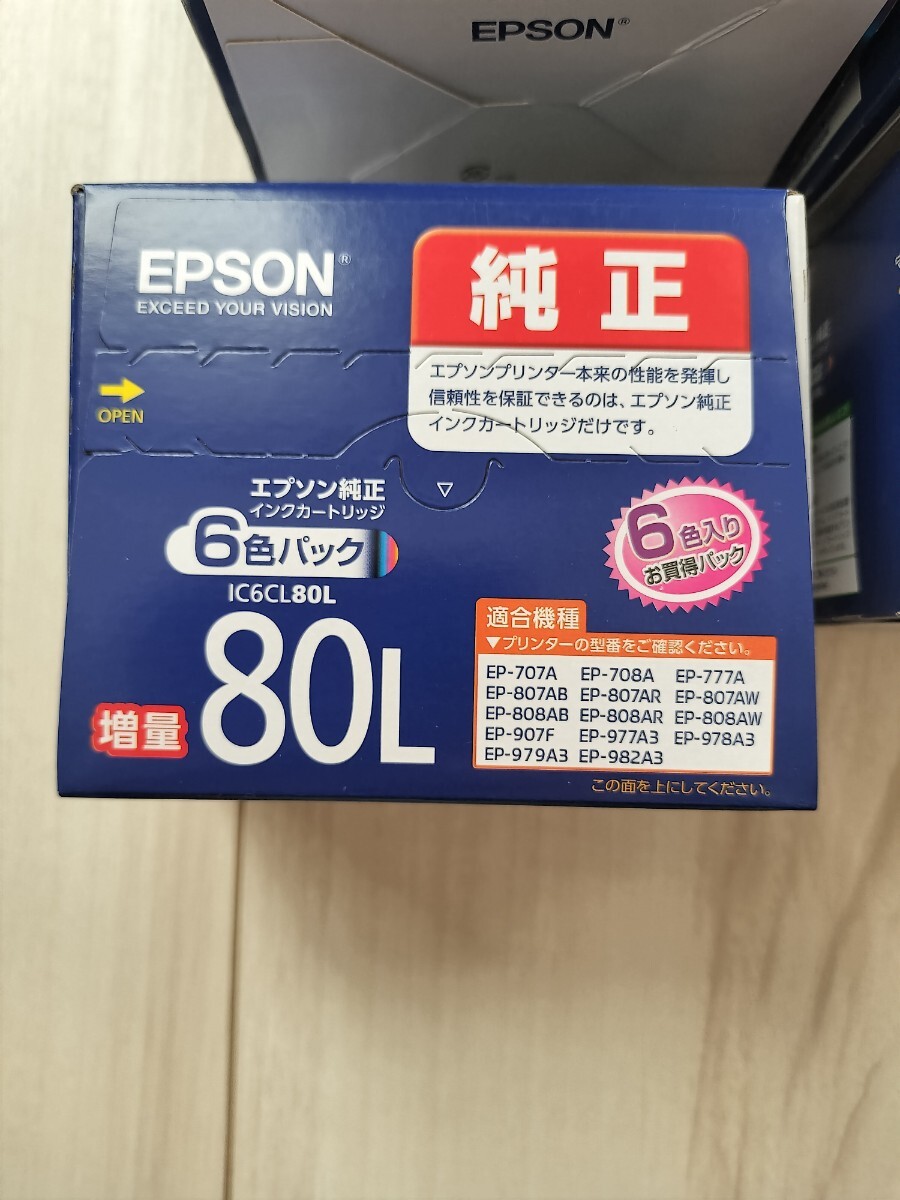 EPSON®
EPSON®
EXCEED YOUR VISION
純正
エプソンプリンター本来の性能を発揮し
信頼性を保証できるのは、エプソン純正
インクカートリッジだけです。
OPEN
エプソン純正
インクカートリッジ
6色パック
IC6CL80L
増量
80L
6色入り
お買得パック
適合機種
▼プリンターの型番をご確認ください。
EP-707A EP-708A EP-777A
EP-807AB EP-807AR EP-807AW
EP-808AB EP-808AR EP-808AW
EP-907F EP-977A3 EP-978A3
EP-979A3 EP-982A3
この面を上にしてください。